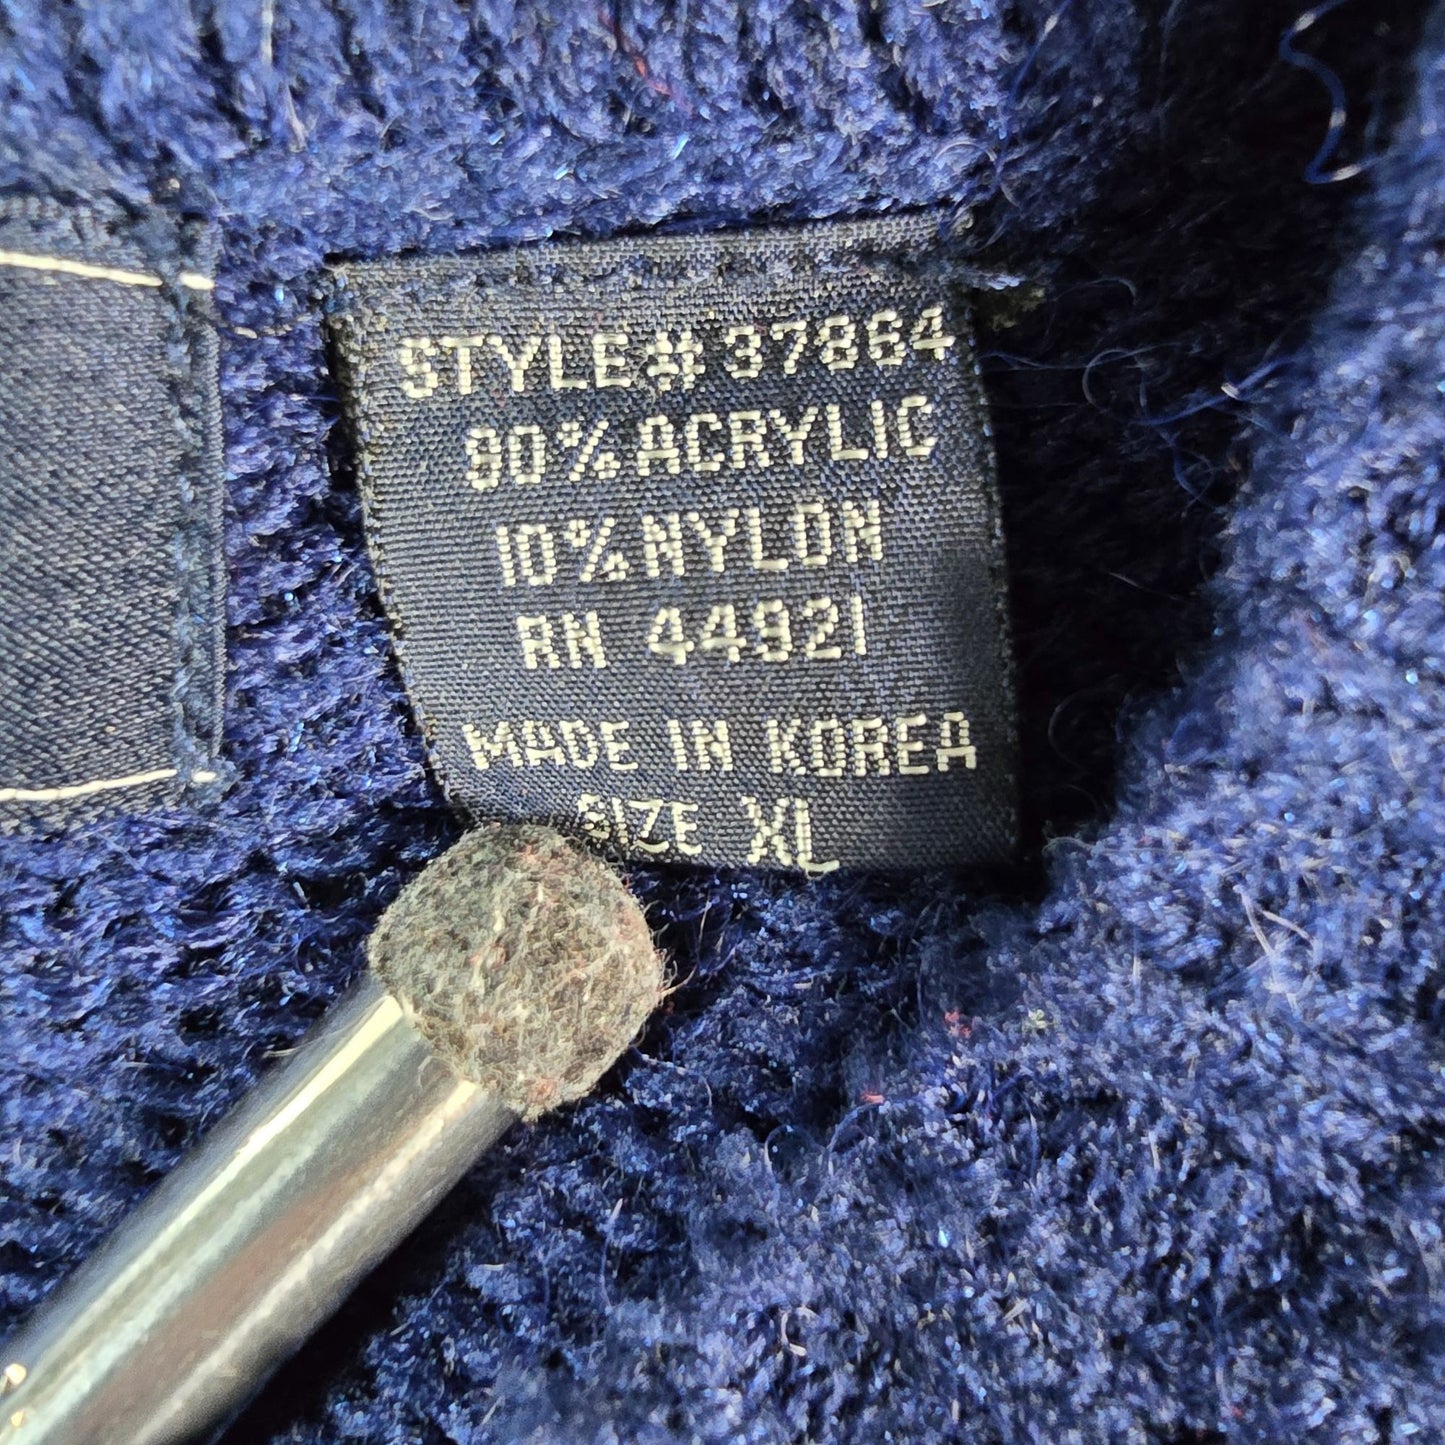 STYLE# 37864
90% ACRYLIC
10% NYLON
RN 44921
MADE IN KOREA
SIZE XL